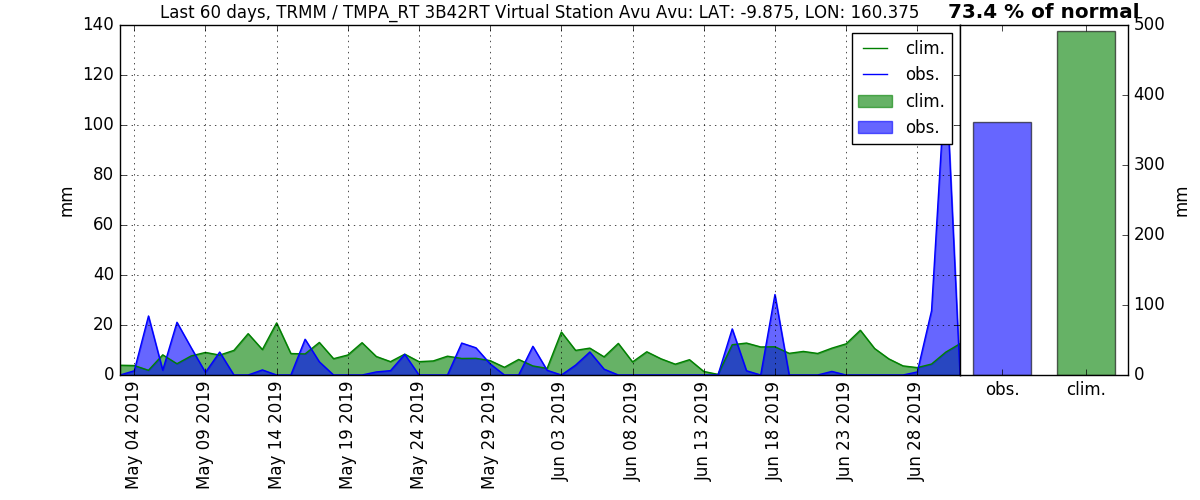 Last 60 days, TRMM / TMPA_RT 3B42RT Virtual Station Avu Avu: LAT: -9.875, LON: 160.375
73.4 % of normal
140
120
100
80
60
40
20
0
mm
clim.
obs.
clim.
obs.
500
400
300
200
100
0
mm
May 04 2019
May 09 2019
May 14 2019
May 19 2019
May 24 2019
May 29 2019
Jun 03 2019
Jun 08 2019
Jun 13 2019
Jun 18 2019
Jun 23 2019
Jun 28 2019
obs.
clim.